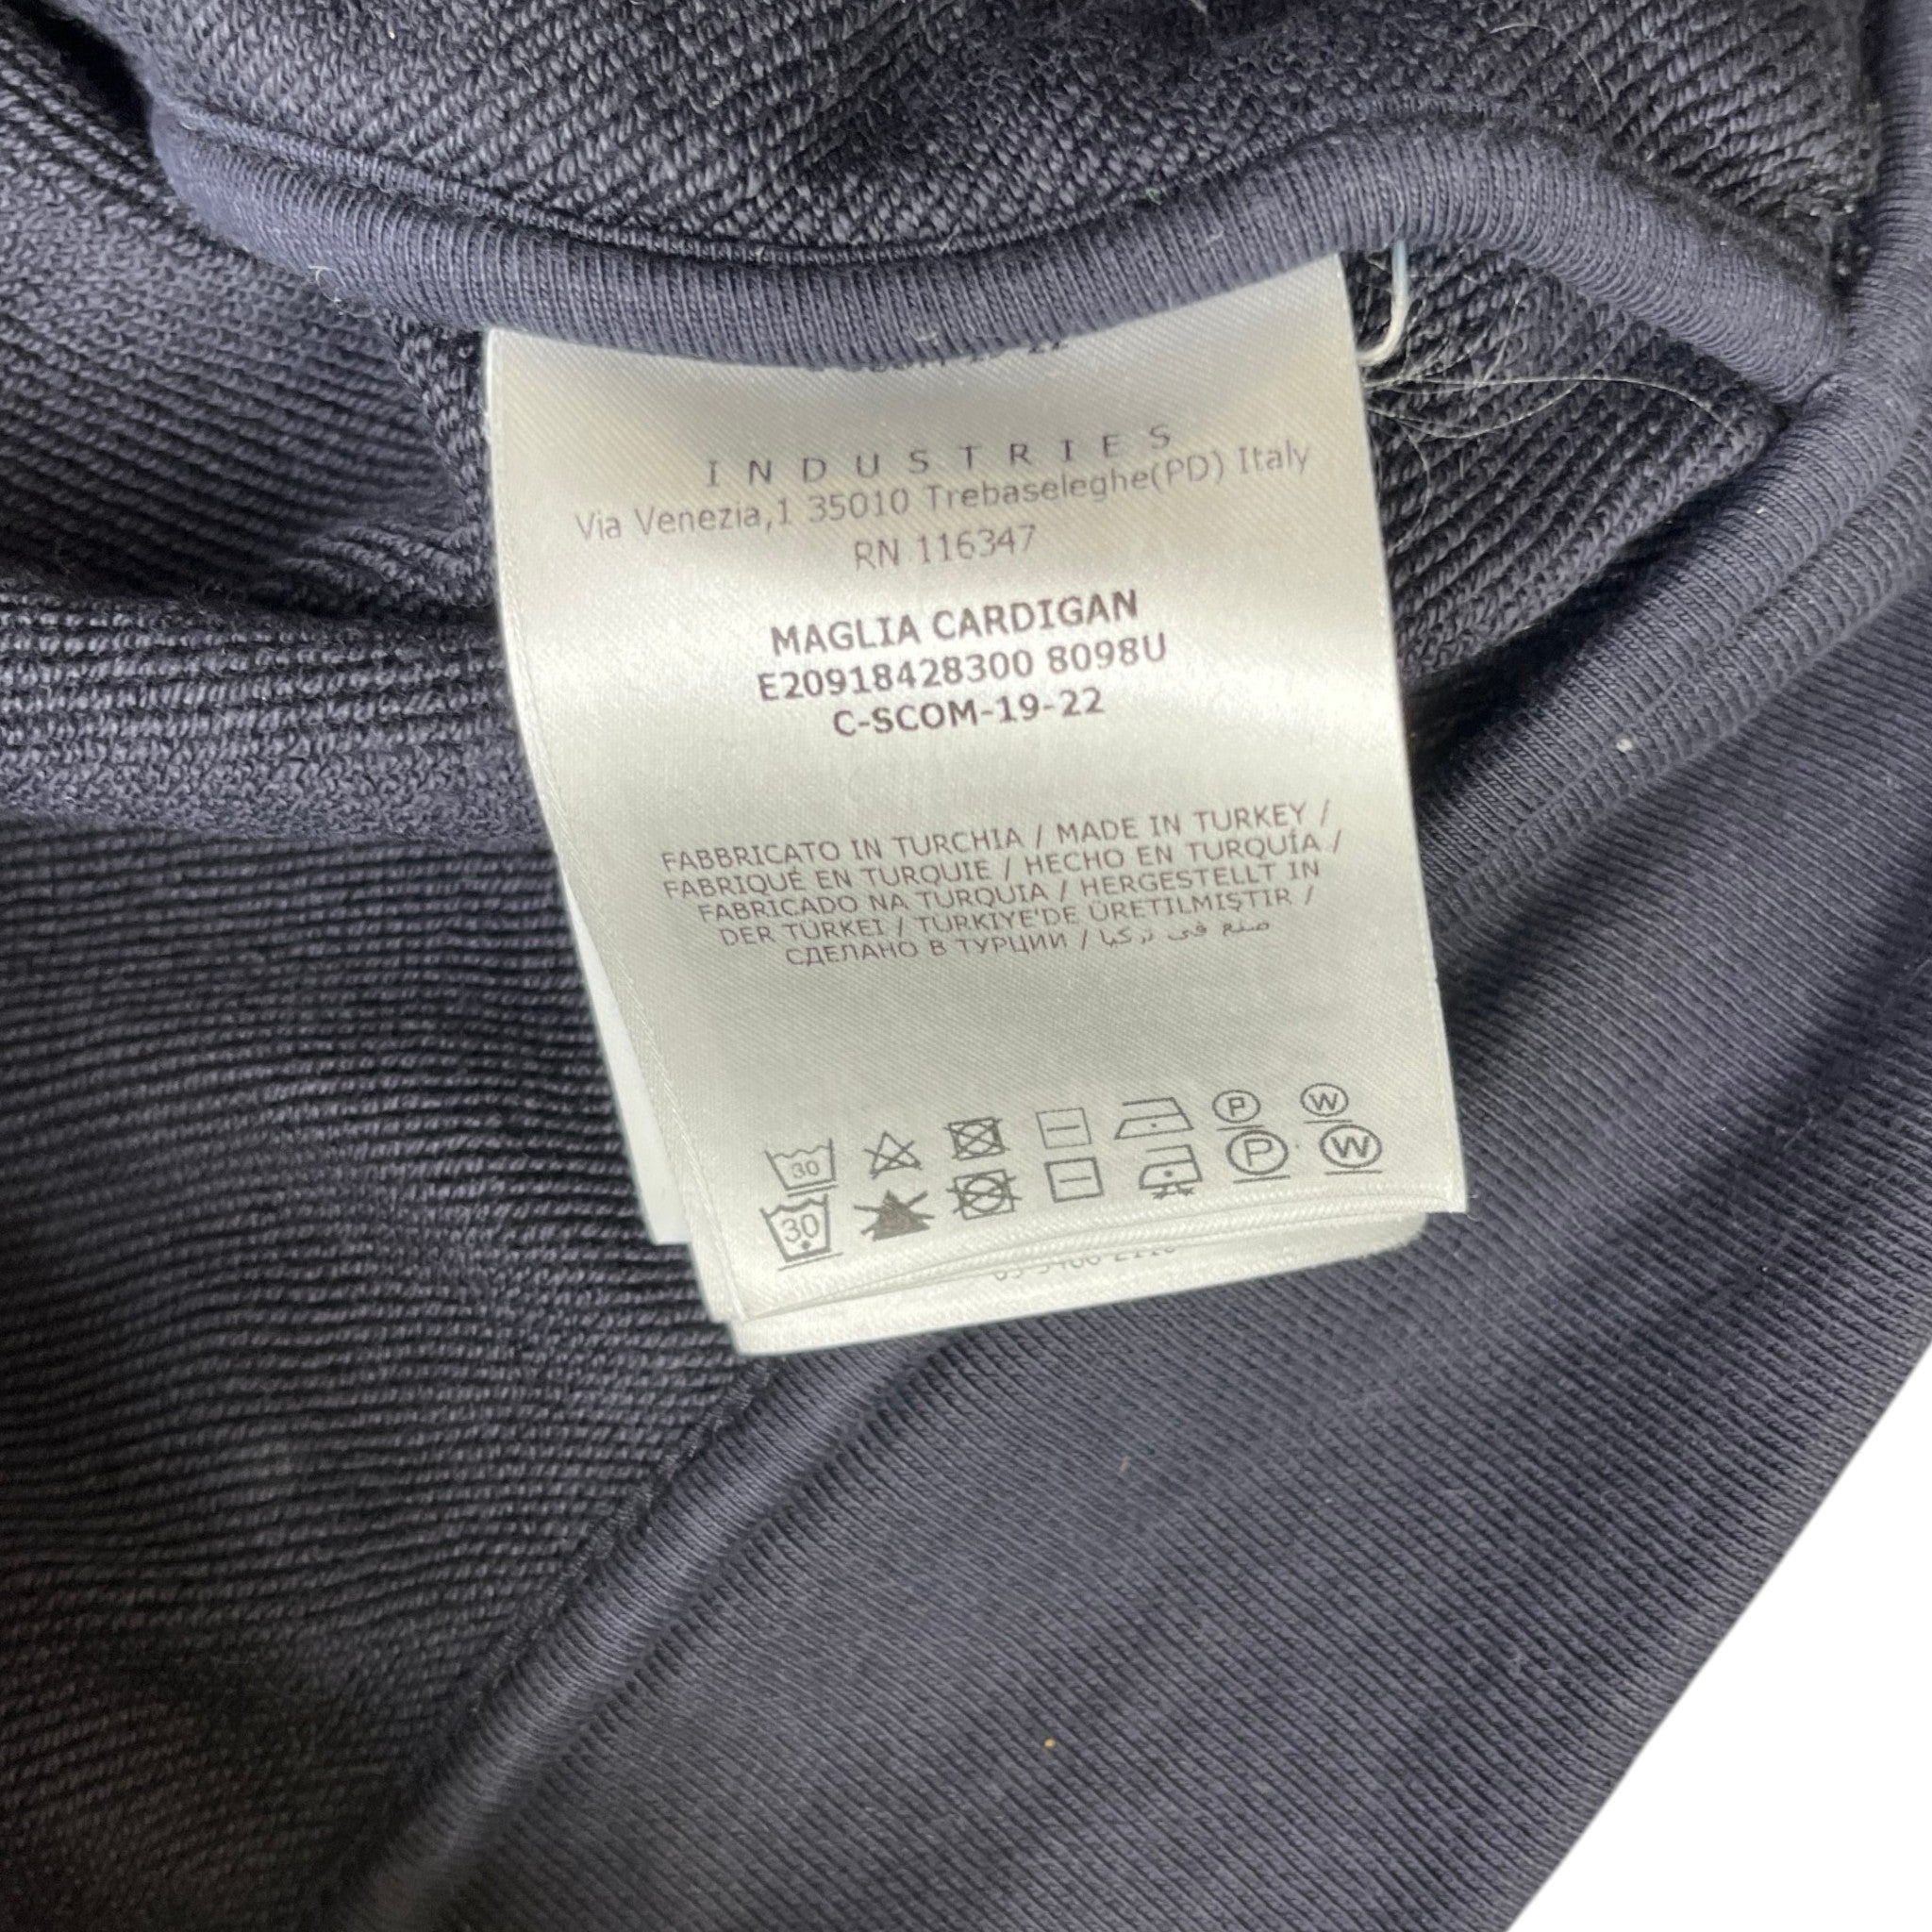 INDUSTRIES
Via Venezia,1 35010 Trebaseleghe(PD) Italy
RN 116347
MAGLIA CARDIGAN
E20918428300 8098U
C-SCOM-19-22
FABBRICATO IN TURCHIA / MADE IN TURKEY /
FABRIQUÉ EN TURQUIE / HECHO EN TURQUÍA /
FABRICADO NA TURQUIA / HERGESTELLT IN
DER TÜRKEI / TÜRKIYE'DE ÜRETILMIŞTIR /
СДЕЛАНО В ТУРЦИИ / صنع في تركيا
30 P W
30 P W